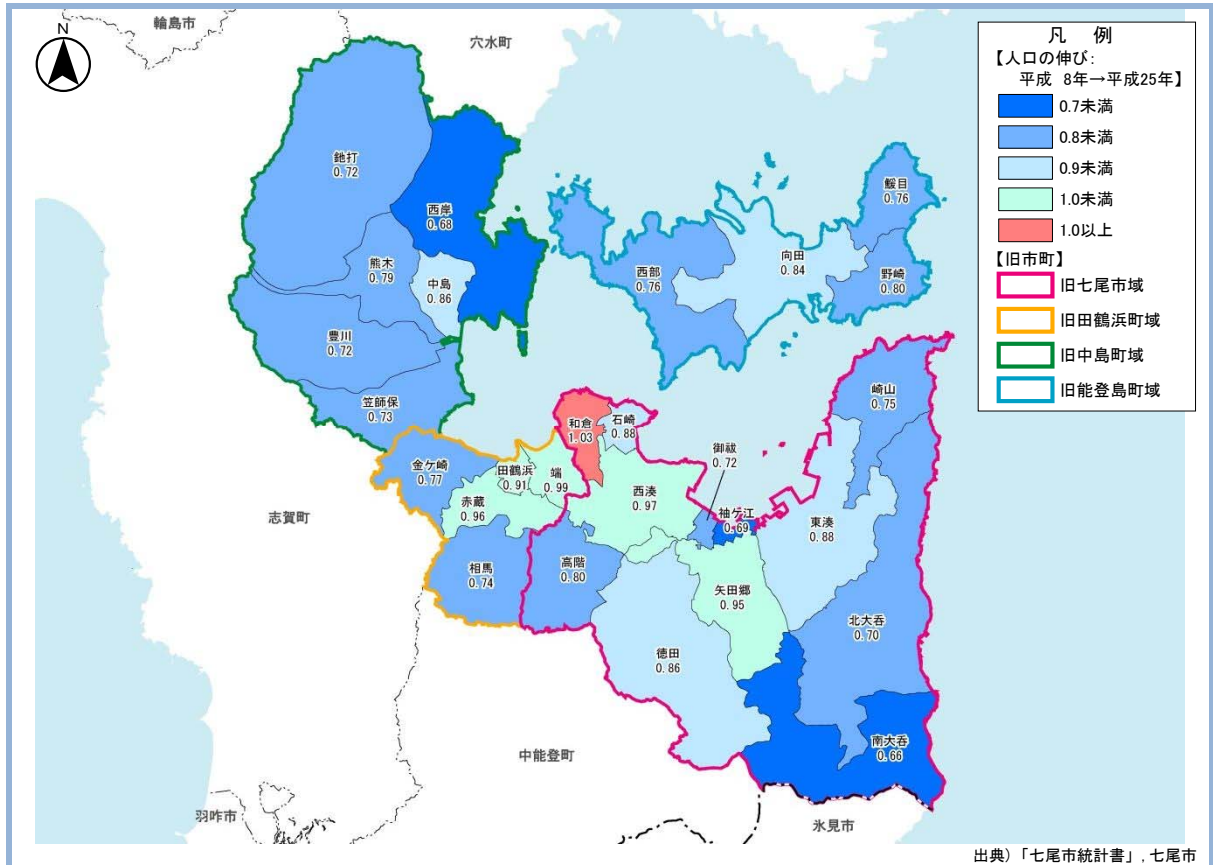 輪島市
穴水町
N
凡 例
【人口の伸び:
平成 8年→平成25年】
0.7未満
0.8未満
0.9未満
1.0未満
1.0以上
【旧市町】
旧七尾市域
旧田鶴浜町域
旧中島町域
旧能登島町域
釶打
0.72
西岸
0.68
熊木
0.79
中島
0.86
豊川
0.72
笠師保
0.73
鰀目
0.76
向田
0.84
西部
0.76
野崎
0.80
崎山
0.75
和倉
1.03
石崎
0.88
御祓
0.72
金ケ崎
0.77
田鶴浜
0.91
端
0.99
赤蔵
0.96
西湊
0.97
袖ケ江
0.69
東湊
0.88
志賀町
相馬
0.74
高階
0.80
矢田郷
0.95
北大呑
0.70
徳田
0.86
南大呑
0.66
中能登町
羽咋市
氷見市
出典)「七尾市統計書」, 七尾市